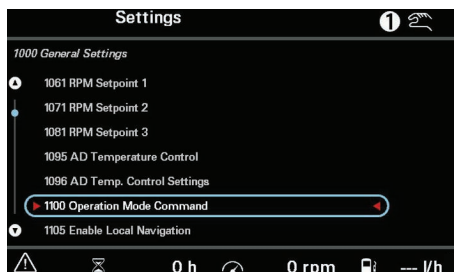 Settings
1
1000 General Settings
1061 RPM Setpoint 1
1071 RPM Setpoint 2
1081 RPM Setpoint 3
1095 AD Temperature Control
1096 AD Temp. Control Settings
1100 Operation Mode Command
1105 Enable Local Navigation
0 h 0 rpm --- l/h